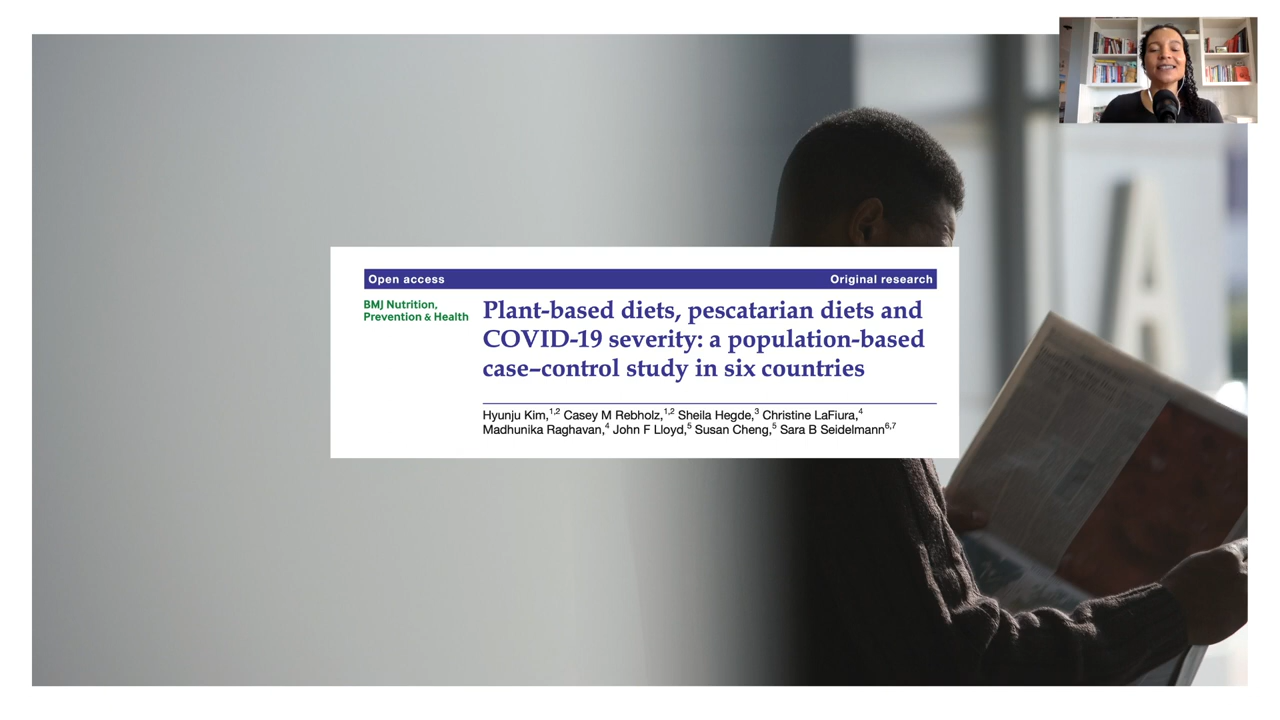 Open access
Original research
BMJ Nutrition,
Prevention & Health
Plant-based diets, pescatarian diets and
COVID-19 severity: a population-based
case–control study in six countries
Hyunju Kim,1,2 Casey M Rebholz,1,2 Sheila Hegde,3 Christine LaFiura,4
Madhunika Raghavan,4 John F Lloyd,5 Susan Cheng,5 Sara B Seidelmann6,7
A